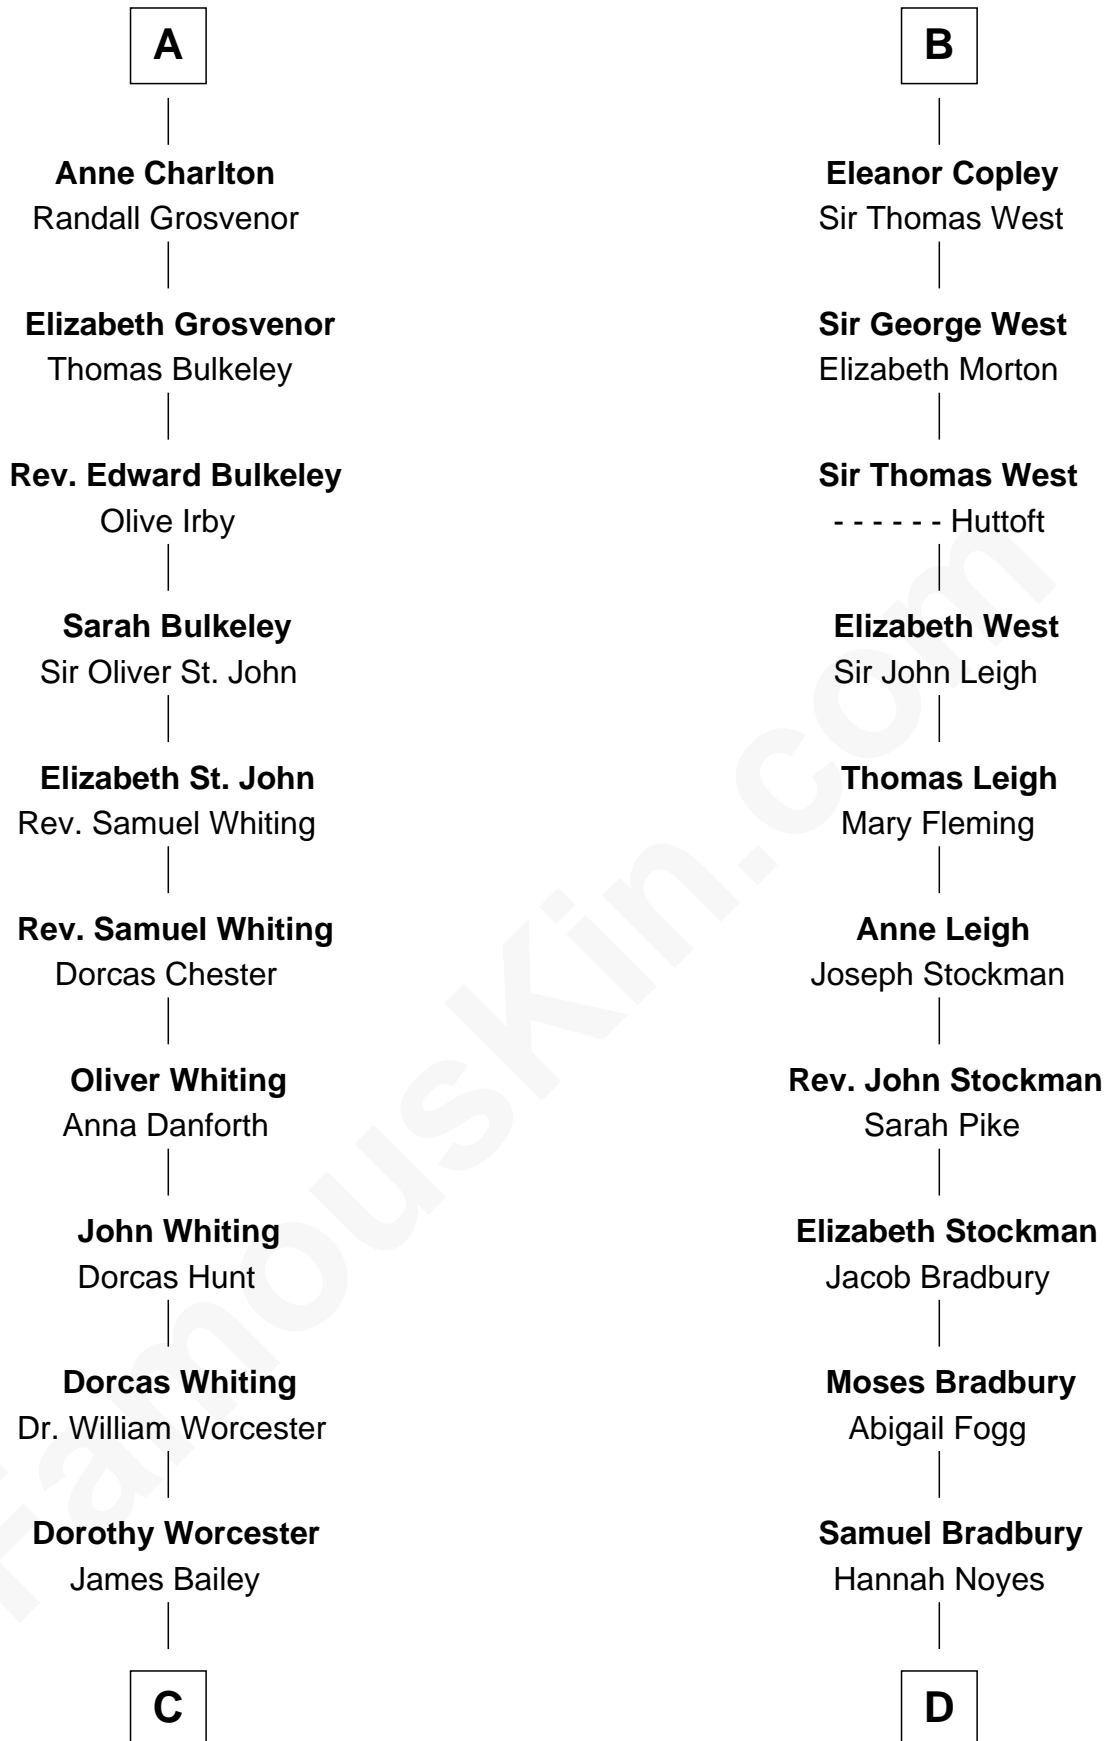 A
Anne Charlton
Randall Grosvenor
Elizabeth Grosvenor
Thomas Bulkeley
Rev. Edward Bulkeley
Olive Irby
Sarah Bulkeley
Sir Oliver St. John
Elizabeth St. John
Rev. Samuel Whiting
Rev. Samuel Whiting
Dorcas Chester
Oliver Whiting
Anna Danforth
John Whiting
Dorcas Hunt
Dorcas Whiting
Dr. William Worcester
Dorothy Worcester
James Bailey
C
B
Eleanor Copley
Sir Thomas West
Sir George West
Elizabeth Morton
Sir Thomas West
- - - - - - Huttoft
Elizabeth West
Sir John Leigh
Thomas Leigh
Mary Fleming
Anne Leigh
Joseph Stockman
Rev. John Stockman
Sarah Pike
Elizabeth Stockman
Jacob Bradbury
Moses Bradbury
Abigail Fogg
Samuel Bradbury
Hannah Noyes
D
FamousKin.com